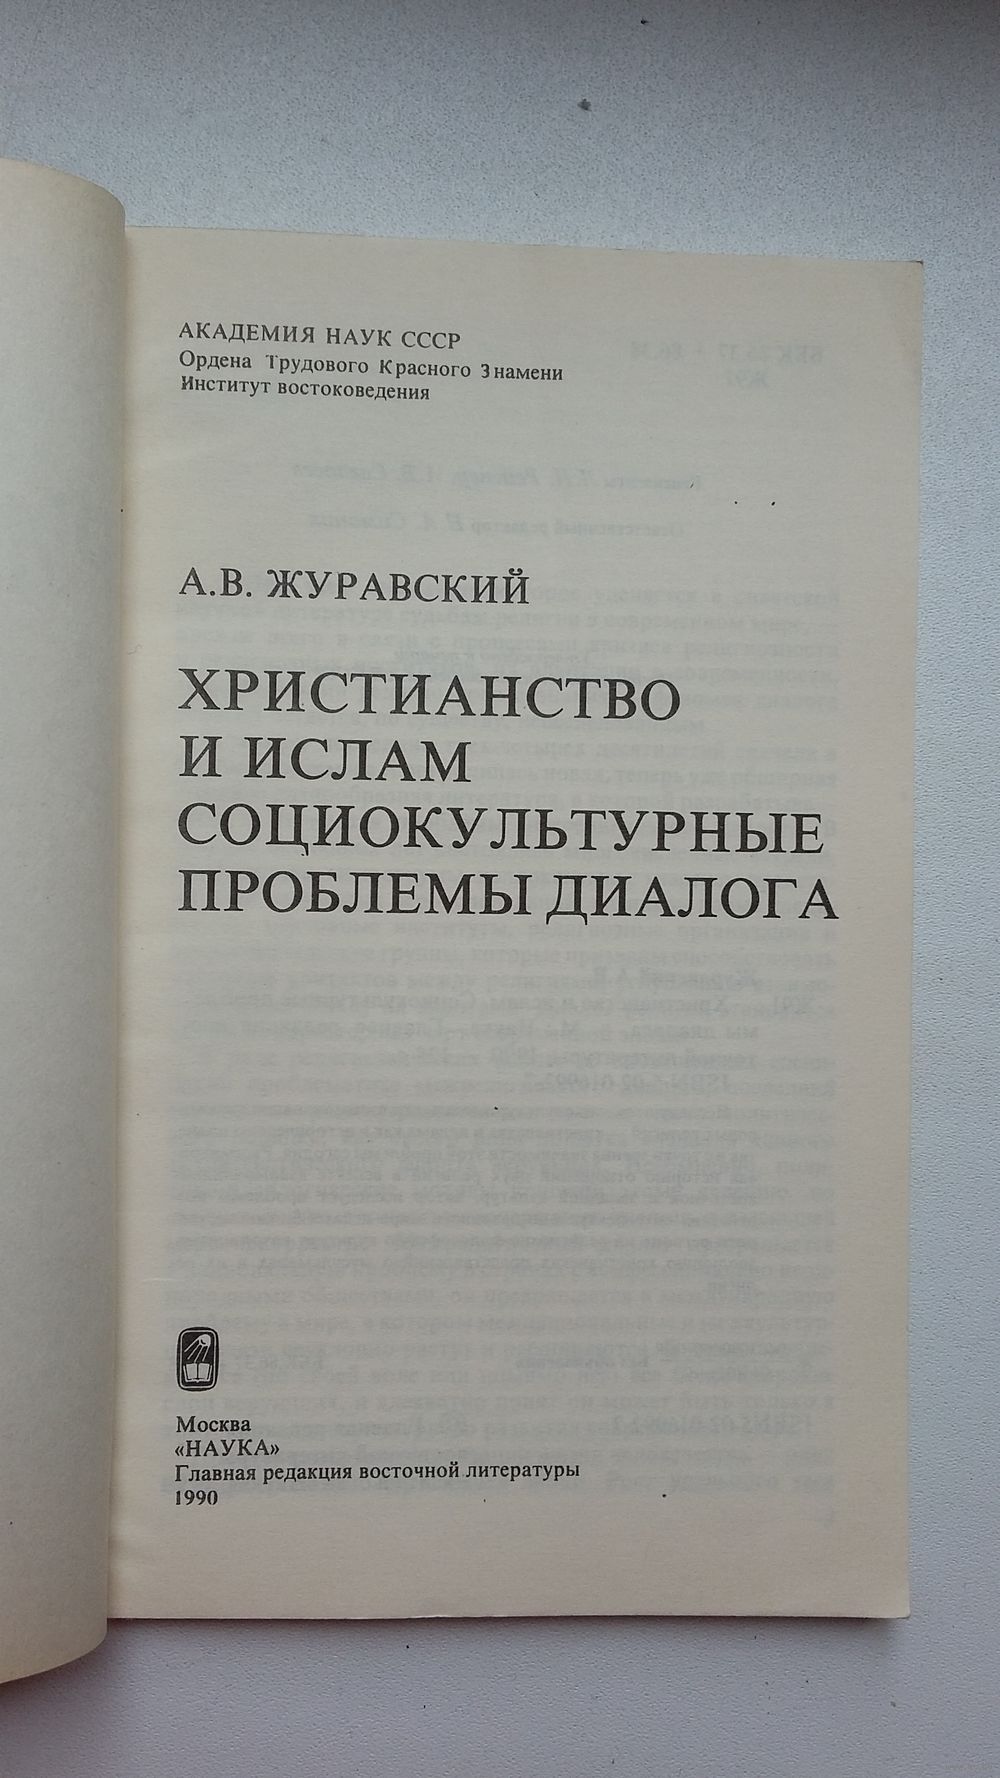 АКАДЕМИЯ НАУК СССР
Ордена Трудового Красного Знамени
Институт востоковедения
А.В. ЖУРАВСКИЙ
ХРИСТИАНСТВО
И ИСЛАМ
СОЦИОКУЛЬТУРНЫЕ
ПРОБЛЕМЫ ДИАЛОГА
Москва
«НАУКА»
Главная редакция восточной литературы
1990